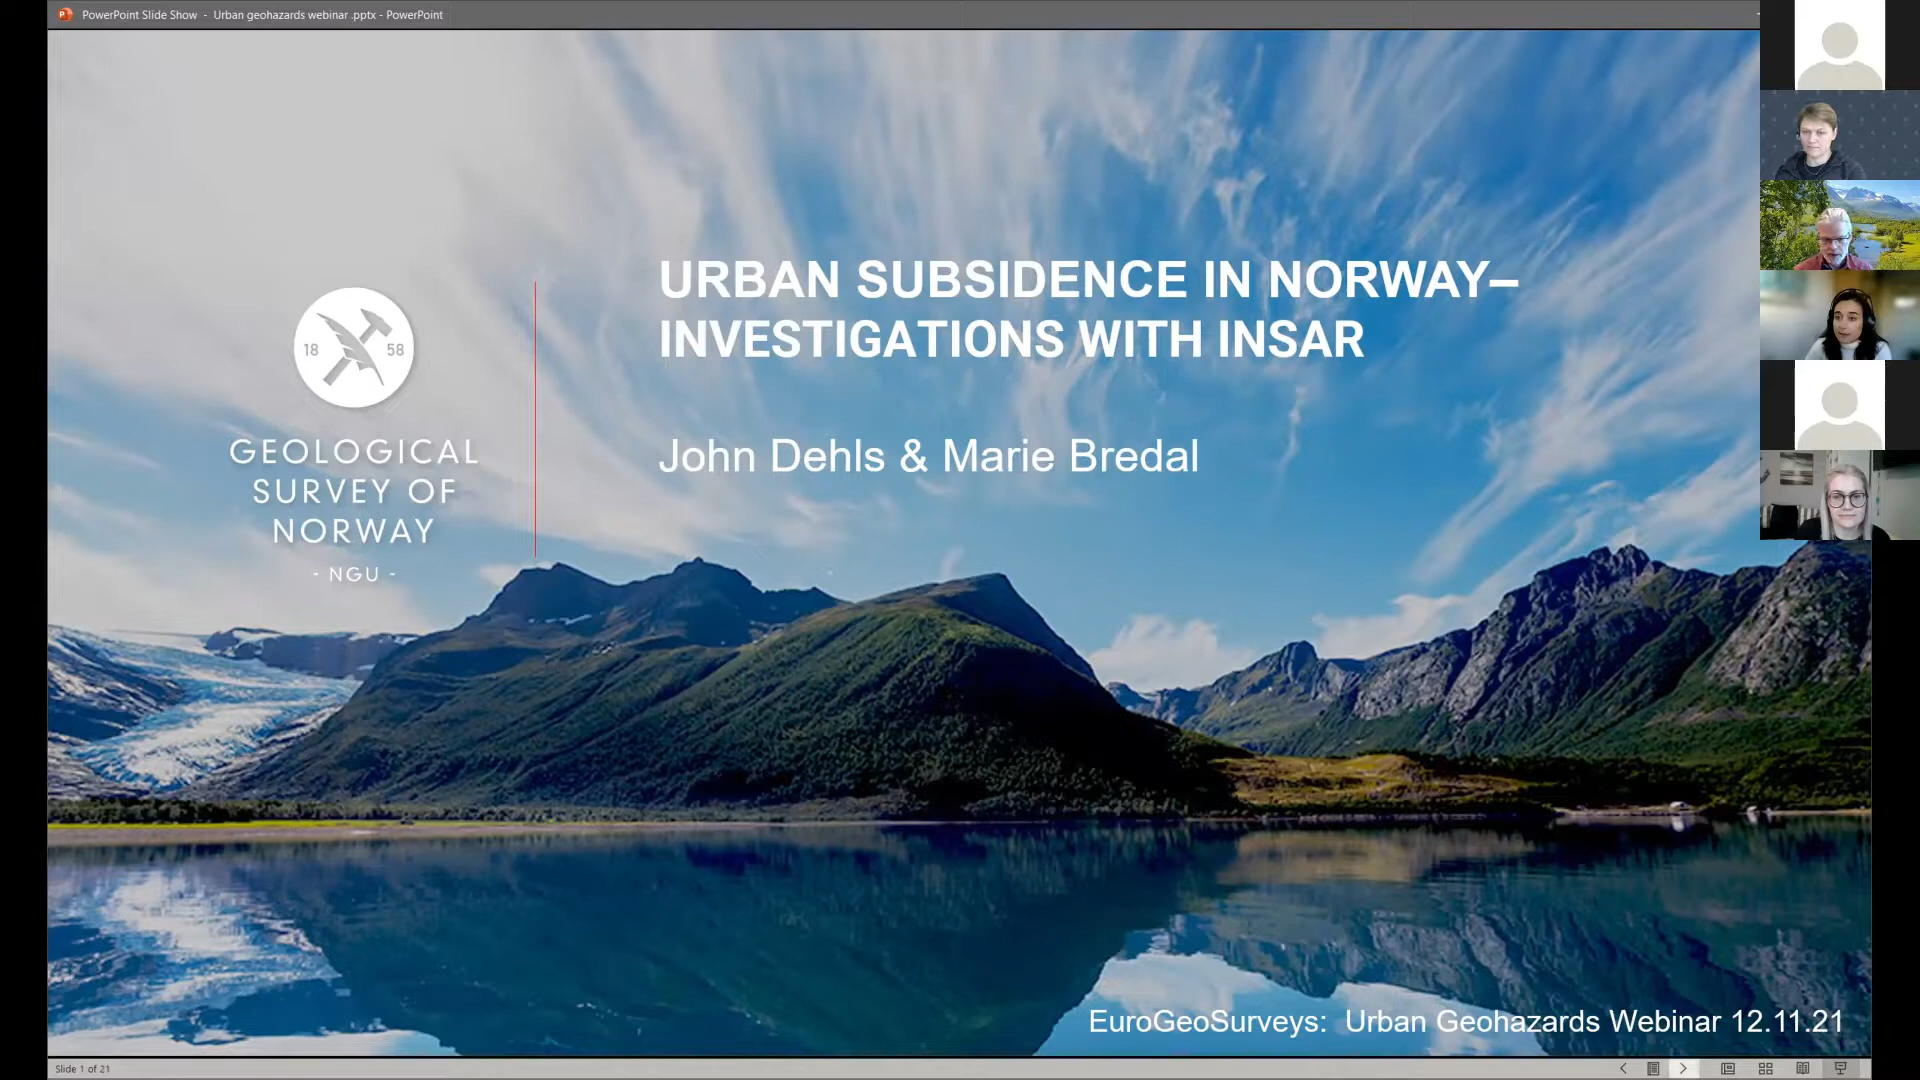 PowerPoint Slide Show - Urban geohazards webinar .pptx - PowerPoint
URBAN SUBSIDENCE IN NORWAY–
INVESTIGATIONS WITH INSAR
John Dehls & Marie Bredal
18 58
GEOLOGICAL
SURVEY OF
NORWAY
- NGU -
EuroGeoSurveys: Urban Geohazards Webinar 12.11.21
Slide 1 of 21